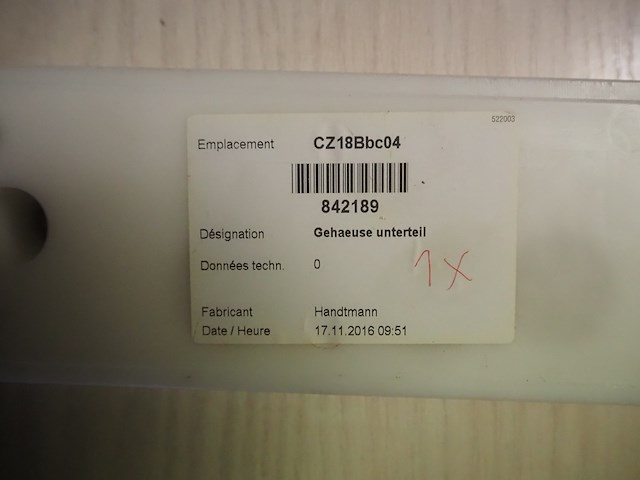 522003
Emplacement CZ18Bbc04
842189
Désignation Gehaeuse unterteil
Données techn. 0
1x
Fabricant Handtmann
Date / Heure 17.11.2016 09:51